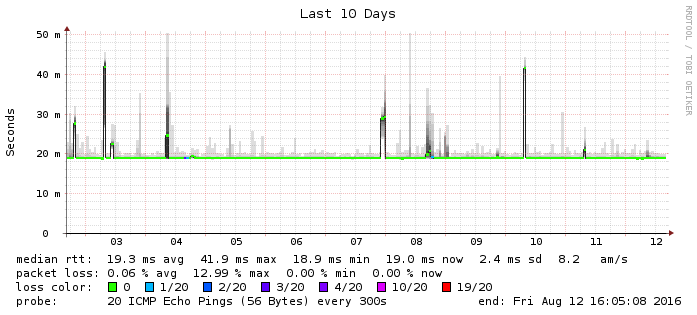 Last 10 Days
RRDTOOL / TOBI OETIKER
Seconds
50 m
40 m
30 m
20 m
10 m
0
03 04 05 06 07 08 09 10 11 12
median rtt: 19.3 ms avg 41.9 ms max 18.9 ms min 19.0 ms now 2.4 ms sd 8.2 am/s
packet loss: 0.06 % avg 12.99 % max 0.00 % min 0.00 % now
loss color: 0 1/20 2/20 3/20 4/20 10/20 19/20
probe: 20 ICMP Echo Pings (56 Bytes) every 300s end: Fri Aug 12 16:05:08 2016